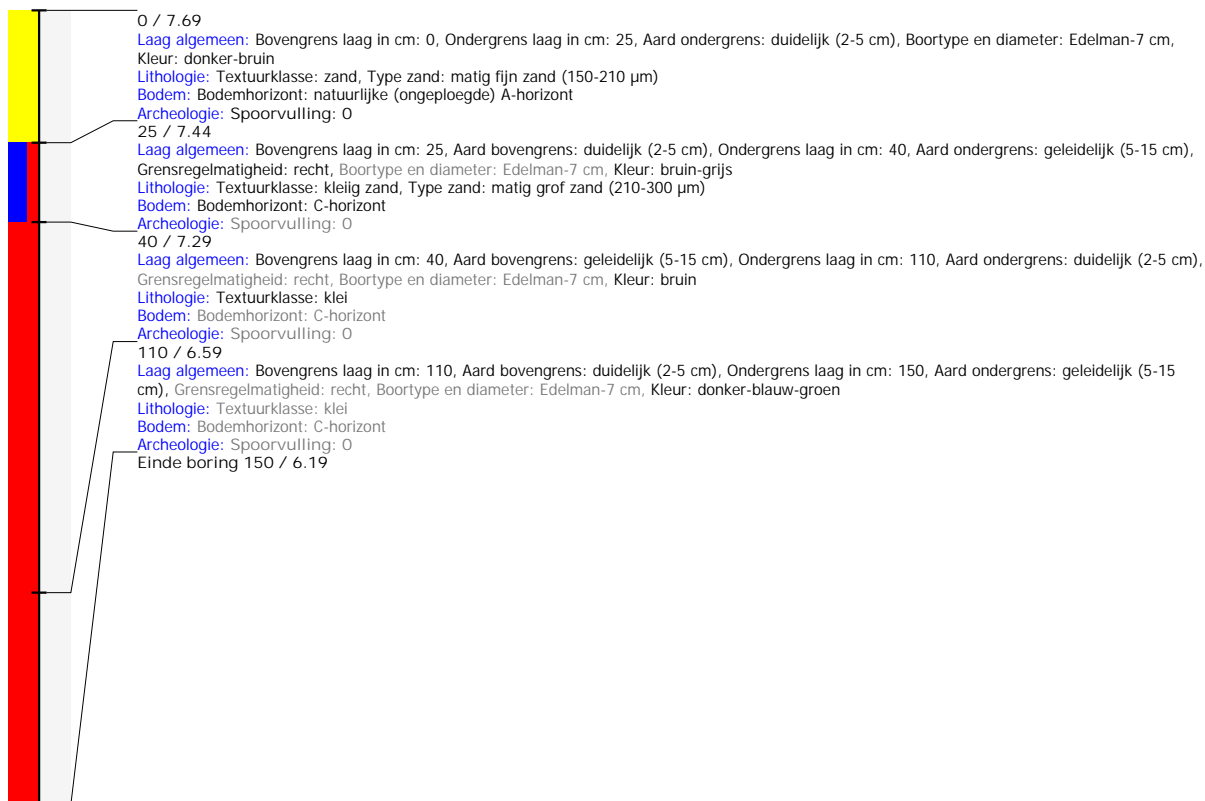 0 / 7.69
Laag algemeen: Bovengrens laag in cm: 0, Ondergrens laag in cm: 25, Aard ondergrens: duidelijk (2-5 cm), Boortype en diameter: Edelman-7 cm,
Kleur: donker-bruin
Lithologie: Textuurklasse: zand, Type zand: matig fijn zand (150-210 µm)
Bodem: Bodemhorizont: natuurlijke (ongeploegde) A-horizont
Archeologie: Spoorvulling: 0
25 / 7.44
Laag algemeen: Bovengrens laag in cm: 25, Aard bovengrens: duidelijk (2-5 cm), Ondergrens laag in cm: 40, Aard ondergrens: geleidelijk (5-15 cm),
Grensregelmatigheid: recht, Boortype en diameter: Edelman-7 cm, Kleur: bruin-grijs
Lithologie: Textuurklasse: kleiig zand, Type zand: matig grof zand (210-300 µm)
Bodem: Bodemhorizont: C-horizont
Archeologie: Spoorvulling: 0
40 / 7.29
Laag algemeen: Bovengrens laag in cm: 40, Aard bovengrens: geleidelijk (5-15 cm), Ondergrens laag in cm: 110, Aard ondergrens: duidelijk (2-5 cm),
Grensregelmatigheid: recht, Boortype en diameter: Edelman-7 cm, Kleur: bruin
Lithologie: Textuurklasse: klei
Bodem: Bodemhorizont: C-horizont
Archeologie: Spoorvulling: 0
110 / 6.59
Laag algemeen: Bovengrens laag in cm: 110, Aard bovengrens: duidelijk (2-5 cm), Ondergrens laag in cm: 150, Aard ondergrens: geleidelijk (5-15
cm), Grensregelmatigheid: recht, Boortype en diameter: Edelman-7 cm, Kleur: donker-blauw-groen
Lithologie: Textuurklasse: klei
Bodem: Bodemhorizont: C-horizont
Archeologie: Spoorvulling: 0
Einde boring 150 / 6.19